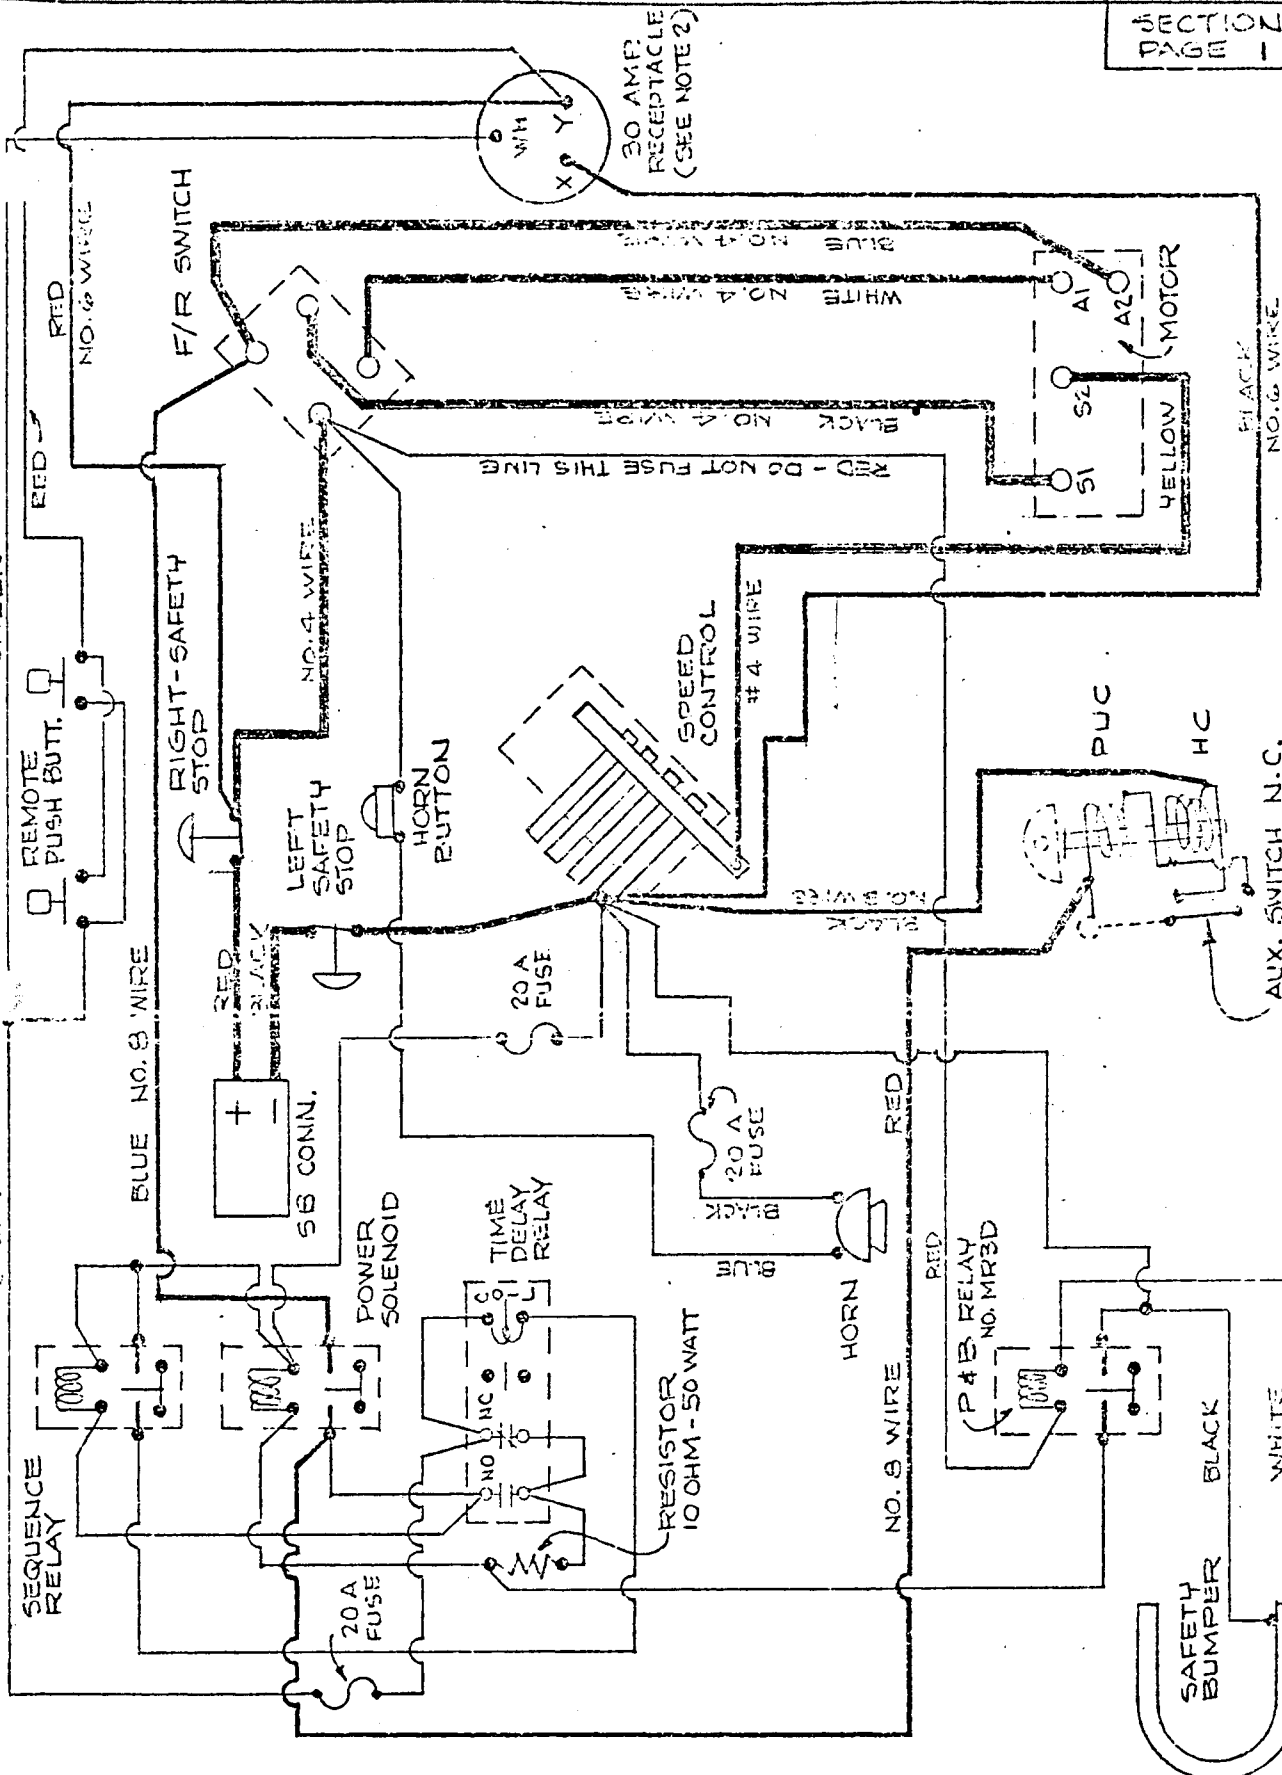 SECTION
PAGE 1
30 AMP.
RECEPTACLE
(SEE NOTE 2)
WH
Y
X
RED
NO. 6 WIRE
F/R SWITCH
BLUE NO. 4 WIRE
WHITE NO. 4 WIRE
A1
A2
MOTOR
S2
S1
BLACK NO. 4 WIRE
YELLOW
BLACK
NO. 6 WIRE
RED - DO NOT FUSE THIS LINE
RED
REMOTE
PUSH BUTT.
RIGHT-SAFETY
STOP
NO. 4 WIRE
LEFT
SAFETY
STOP
HORN
BUTTON
SPEED
CONTROL
# 4 WIRE
PUC
HC
AUX. SWITCH N.C.
BLACK
NO. 8 WIRE
BLUE NO. 8 WIRE
RED
BLACK
+
-
SB CONN.
20 A
FUSE
20 A
FUSE
BLACK
BLUE
HORN
RED
RED
NO. 8 WIRE
P & B RELAY
NO. MR3D
SEQUENCE
RELAY
POWER
SOLENOID
TIME
DELAY
RELAY
COIL
NC
NO
RESISTOR
10 OHM - 50 WATT
20 A
FUSE
SAFETY
BUMPER
BLACK
WHITE